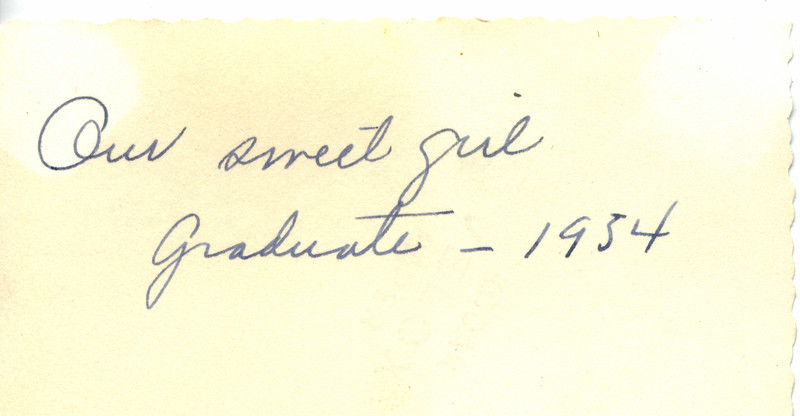 Our sweet girl
Graduate – 1934